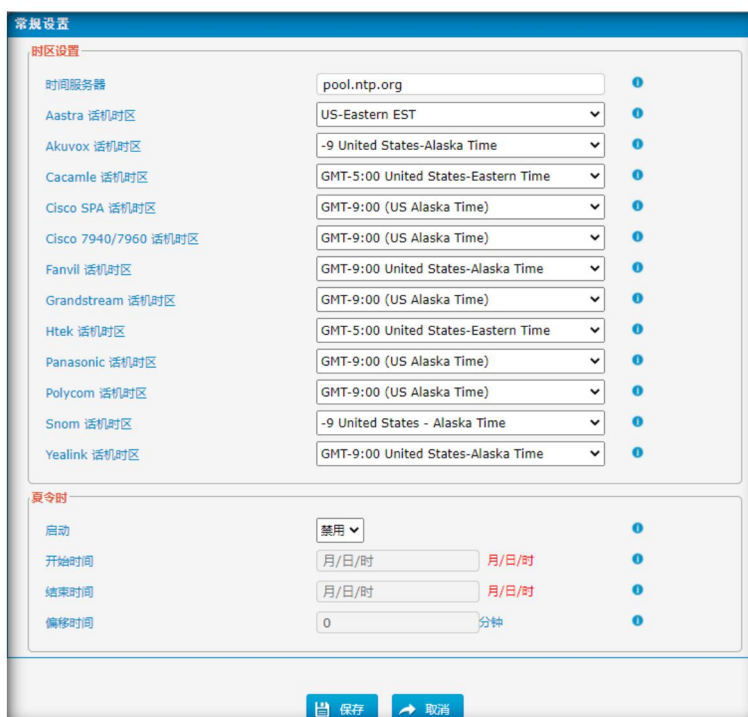 常规设置
时区设置
时间服务器 pool.ntp.org
Aastra 话机时区 US-Eastern EST
Akuvox 话机时区 -9 United States-Alaska Time
Cacamle 话机时区 GMT-5:00 United States-Eastern Time
Cisco SPA 话机时区 GMT-9:00 (US Alaska Time)
Cisco 7940/7960 话机时区 GMT-9:00 (US Alaska Time)
Fanvil 话机时区 GMT-9:00 United States-Alaska Time
Grandstream 话机时区 GMT-9:00 (US Alaska Time)
Htek 话机时区 GMT-5:00 United States-Eastern Time
Panasonic 话机时区 GMT-9:00 (US Alaska Time)
Polycom 话机时区 GMT-9:00 (US Alaska Time)
Snom 话机时区 -9 United States - Alaska Time
Yealink 话机时区 GMT-9:00 United States-Alaska Time
夏令时
启动 禁用
开始时间 月/日/时 月/日/时
结束时间 月/日/时 月/日/时
偏移时间 0 分钟
保存 取消